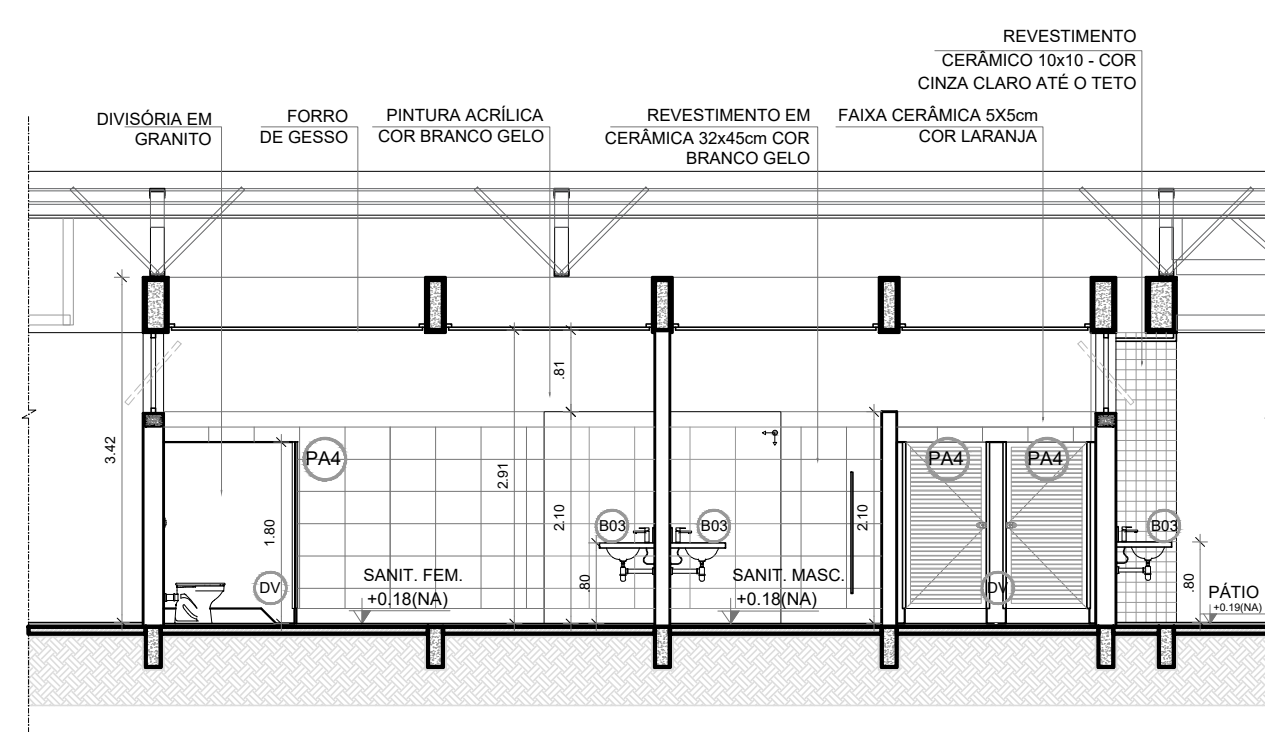 REVESTIMENTO
CERÂMICO 10x10 - COR
CINZA CLARO ATÉ O TETO
DIVISÓRIA EM
GRANITO
FORRO
DE GESSO
PINTURA ACRÍLICA
COR BRANCO GELO
REVESTIMENTO EM
CERÂMICA 32x45cm COR
BRANCO GELO
FAIXA CERÂMICA 5X5cm
COR LARANJA
.81
3.42
PA4
2.91
PA4
PA4
1.80
2.10
2.10
B03
B03
B03
DV
.80
SANIT. FEM.
+0.18(NA)
SANIT. MASC.
+0.18(NA)
DV
.80
PÁTIO
+0.19(NA)